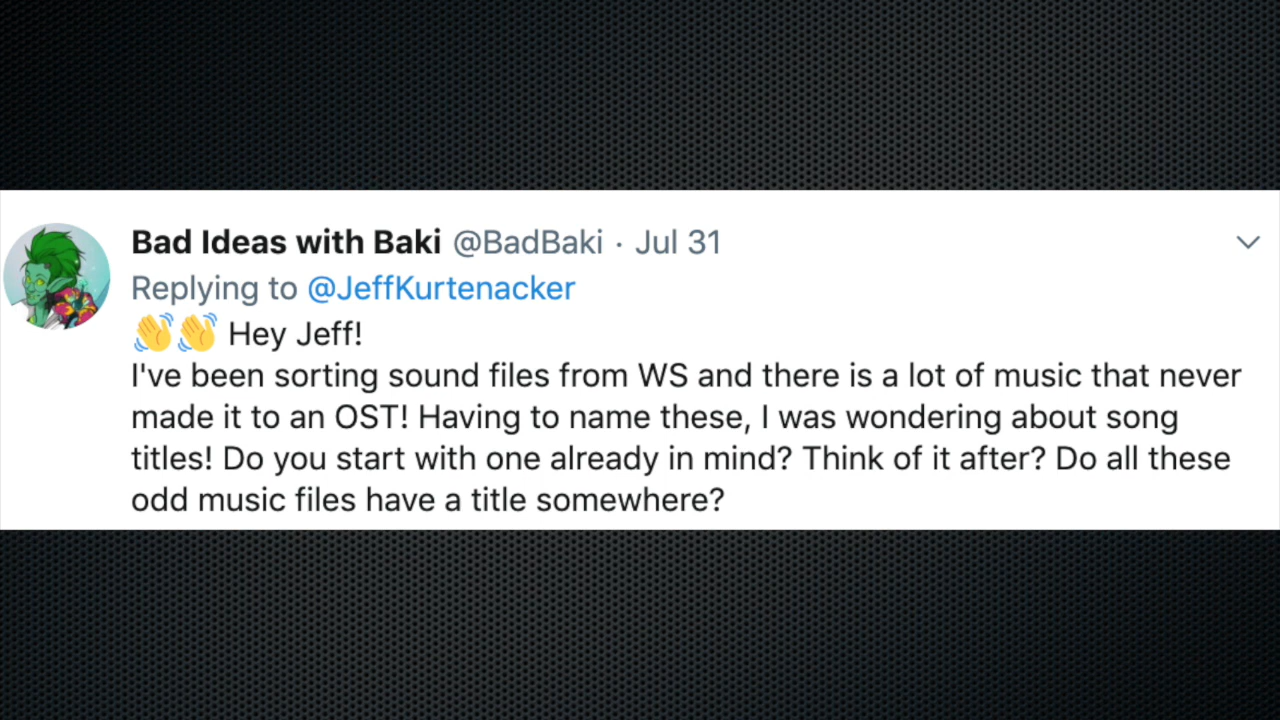 Bad Ideas with Baki @BadBaki · Jul 31
Replying to @JeffKurtenacker
👋👋 Hey Jeff!
I've been sorting sound files from WS and there is a lot of music that never
made it to an OST! Having to name these, I was wondering about song
titles! Do you start with one already in mind? Think of it after? Do all these
odd music files have a title somewhere?